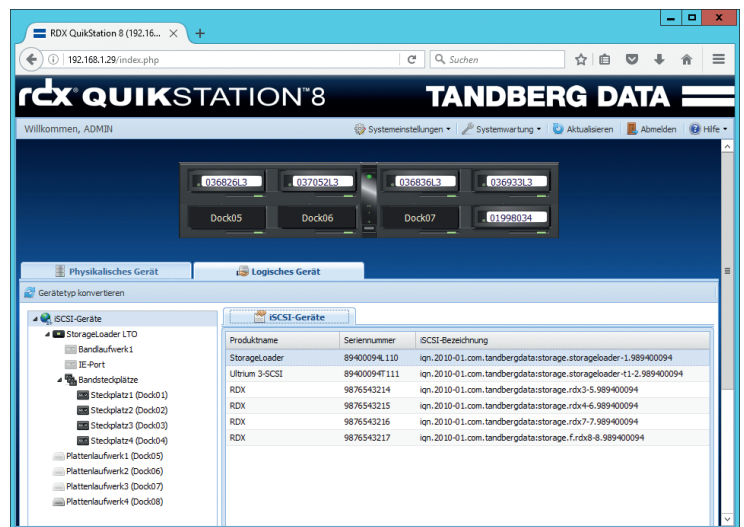 RDX QuikStation 8 (192.16...
192.168.1.29/index.php
Suchen
rdx® QUIKSTATION™8
TANDBERG DATA
Willkommen, ADMIN
Systemeinstellungen
Systemwartung
Aktualisieren
Abmelden
Hilfe
036826L3
037052L3
036836L3
036933L3
Dock05
Dock06
Dock07
01998034
Physikalisches Gerät
Logisches Gerät
Gerätetyp konvertieren
iSCSI-Geräte
StorageLoader LTO
Bandlaufwerk1
IE-Port
Bandsteckplätze
Steckplatz1 (Dock01)
Steckplatz2 (Dock02)
Steckplatz3 (Dock03)
Steckplatz4 (Dock04)
Plattenlaufwerk1 (Dock05)
Plattenlaufwerk2 (Dock06)
Plattenlaufwerk3 (Dock07)
Plattenlaufwerk4 (Dock08)
iSCSI-Geräte
Produktname Seriennummer iSCSI-Bezeichnung
StorageLoader 89400094L110 iqn.2010-01.com.tandbergdata:storage.storageloader-1.989400094
Ultrium 3-SCSI 89400094T111 iqn.2010-01.com.tandbergdata:storage.storageloader-t1-2.989400094
RDX 9876543214 iqn.2010-01.com.tandbergdata:storage.rdx3-5.989400094
RDX 9876543215 iqn.2010-01.com.tandbergdata:storage.rdx4-6.989400094
RDX 9876543216 iqn.2010-01.com.tandbergdata:storage.rdx7-7.989400094
RDX 9876543217 iqn.2010-01.com.tandbergdata:storage.f.rdx8-8.989400094